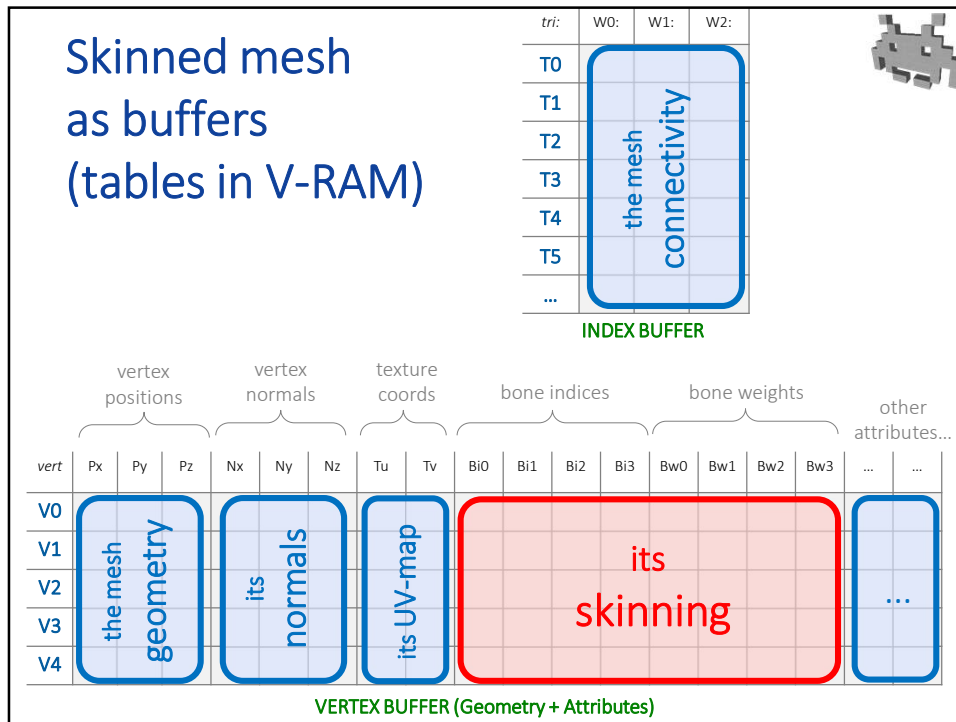 Skinned mesh
as buffers
(tables in V-RAM)
tri: W0: W1: W2:
T0
T1
T2
T3
T4
T5
...
the mesh
connectivity
INDEX BUFFER
vertex
positions
vertex
normals
texture
coords
bone indices
bone weights
other
attributes...
vert Px Py Pz Nx Ny Nz Tu Tv Bi0 Bi1 Bi2 Bi3 Bw0 Bw1 Bw2 Bw3 ... ...
V0
V1
V2
V3
V4
the mesh
geometry
its
normals
its UV-map
its
skinning
...
VERTEX BUFFER (Geometry + Attributes)